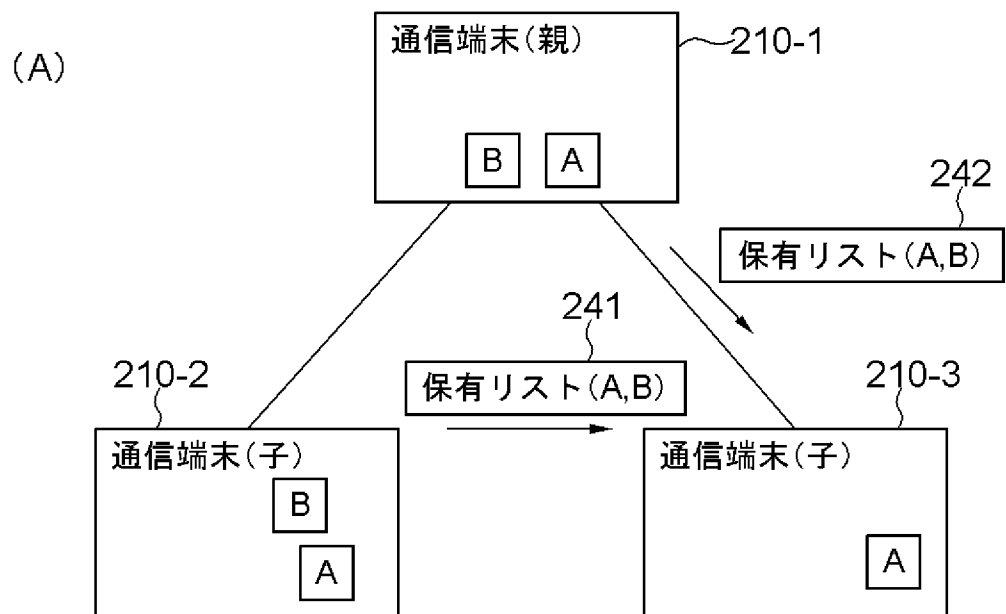 (A)
通信端末(親)
210-1
B
A
242
保有リスト(A,B)
241
保有リスト(A,B)
210-2
210-3
通信端末(子)
B
A
通信端末(子)
A